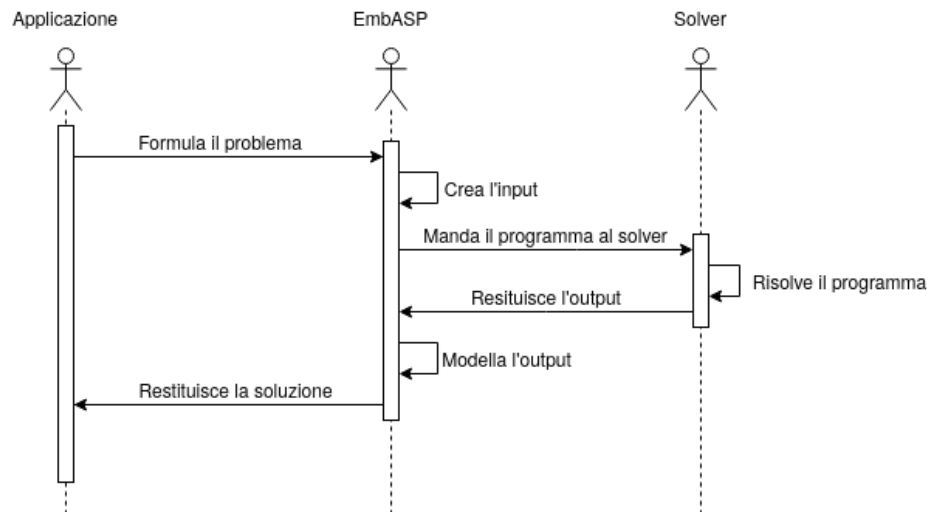 Applicazione
EmbASP
Solver
Formula il problema
Crea l'input
Manda il programma al solver
Risolve il programma
Resituisce l'output
Modella l'output
Restituisce la soluzione